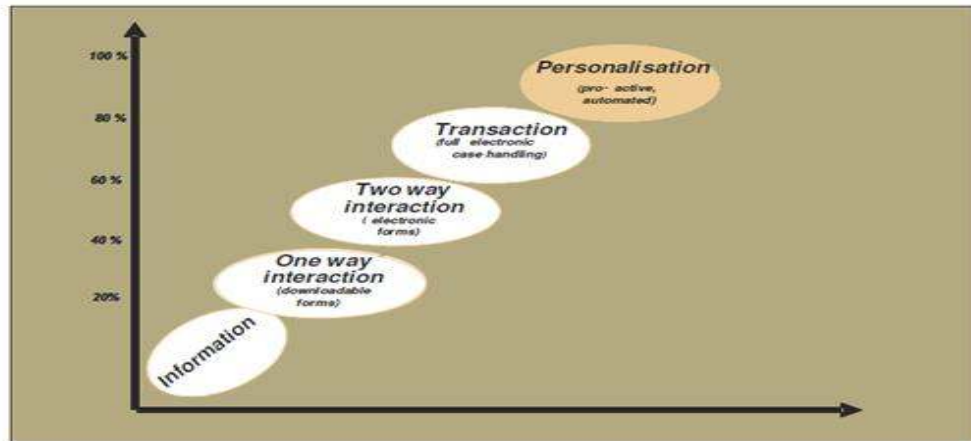 100 %
Personalisation
(pro- active,
automated)
80 %
Transaction
(full electronic
case handling)
60 %
Two way
interaction
( electronic
forms)
40 %
One way
interaction
(downloadable
forms)
20%
Information